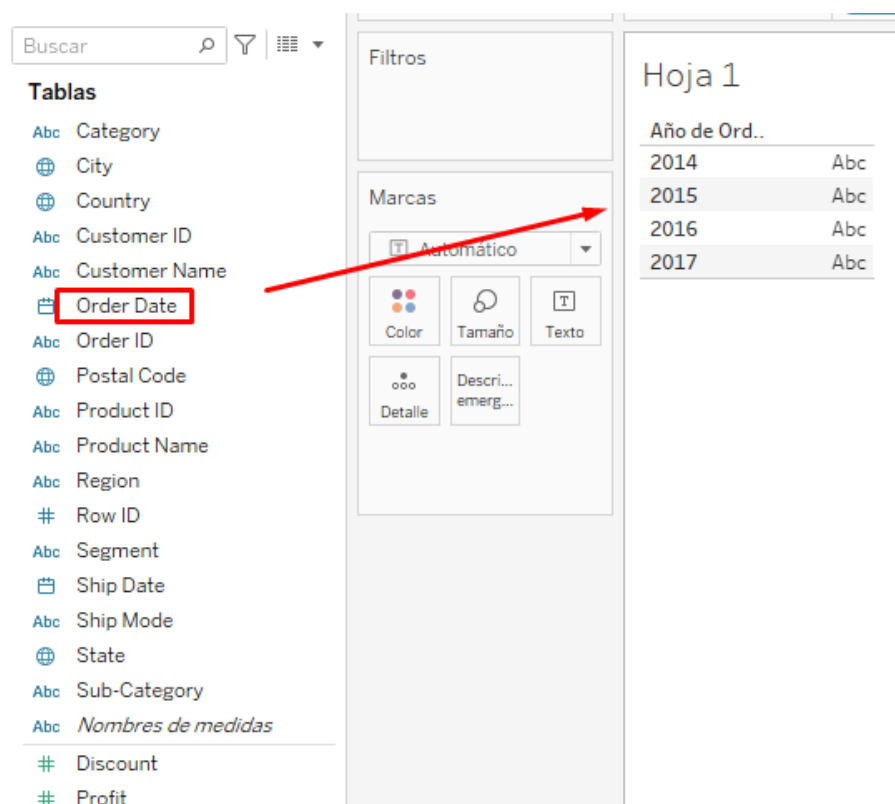 Buscar
Tablas
Abc Category
City
Country
Abc Customer ID
Abc Customer Name
Order Date
Abc Order ID
Postal Code
Abc Product ID
Abc Product Name
Abc Region
# Row ID
Abc Segment
Ship Date
Abc Ship Mode
State
Abc Sub-Category
Abc Nombres de medidas
# Discount
# Profit
Filtros
Marcas
T Automático
Color
Tamaño
T Texto
Detalle
Descri...
emerg...
Hoja 1
Año de Ord..
2014 Abc
2015 Abc
2016 Abc
2017 Abc